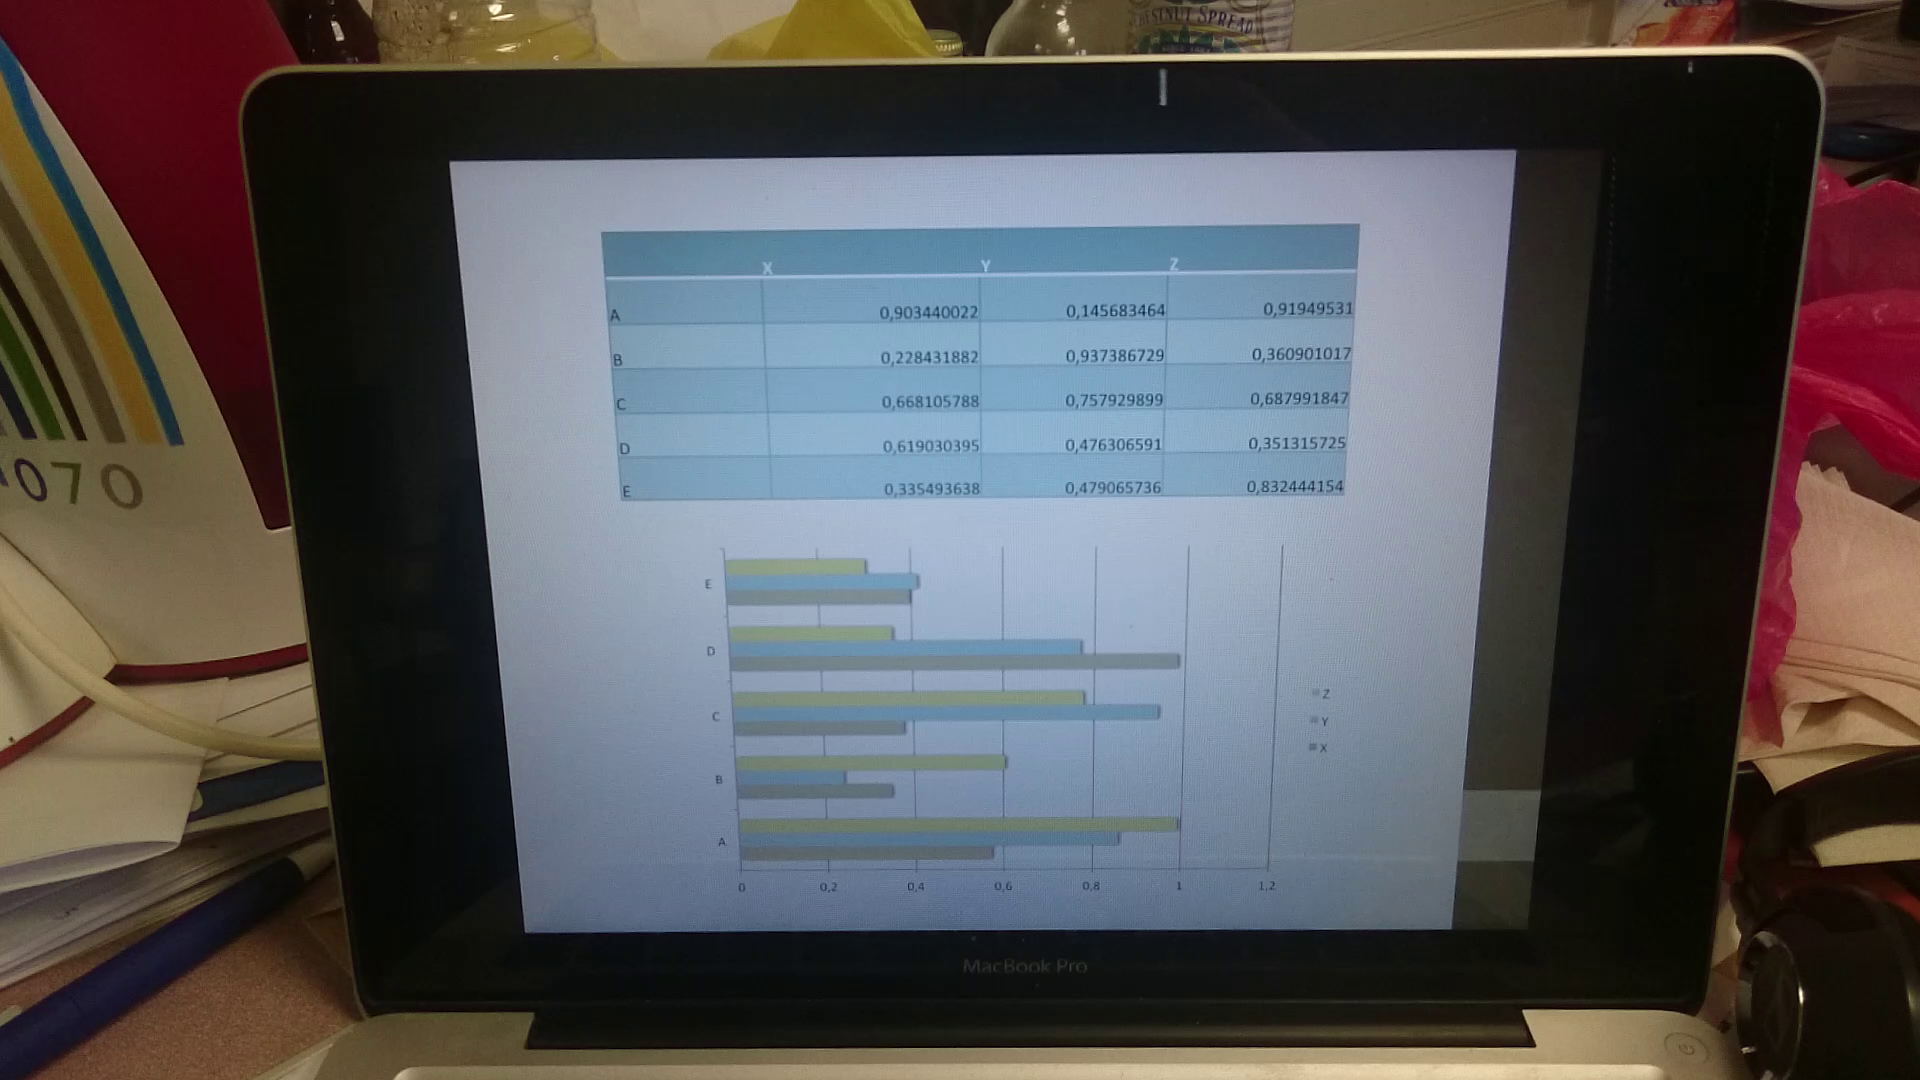 CHESTNUT SPREAD
X Y Z
A 0,903440022 0,145683464 0,91949531
B 0,228431882 0,937386729 0,360901017
C 0,668105788 0,757929899 0,687991847
D 0,619030395 0,476306591 0,351315725
E 0,335493638 0,479065736 0,832444154
070
E
D
C
B
A
0 0,2 0,4 0,6 0,8 1 1,2
Z
Y
X
MacBook Pro